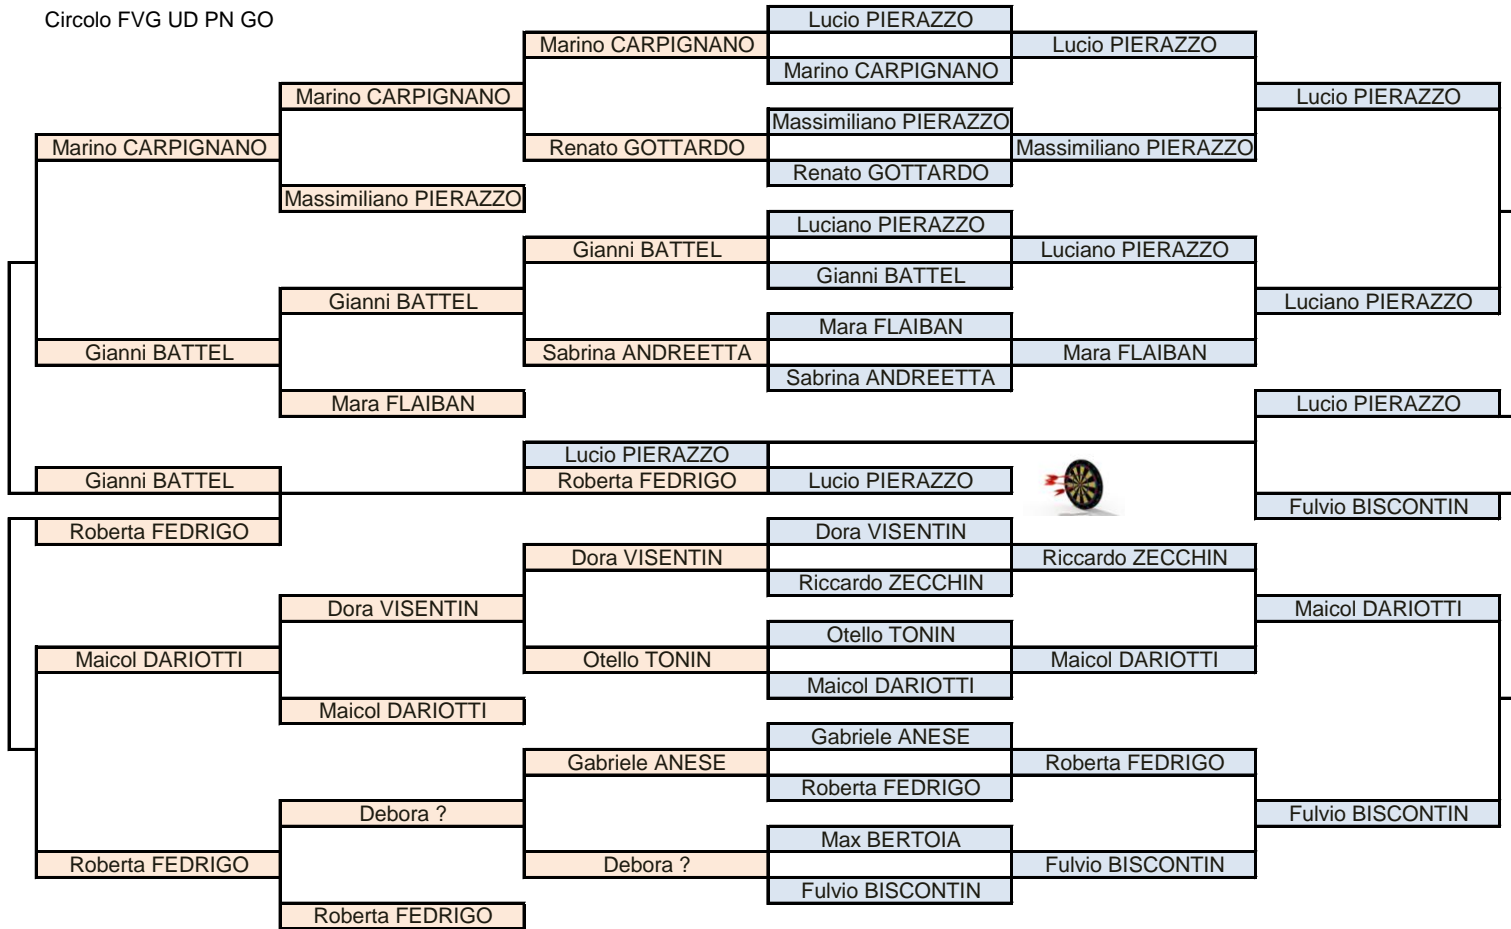 Circolo FVG UD PN GO
Lucio PIERAZZO
Marino CARPIGNANO
Lucio PIERAZZO
Marino CARPIGNANO
Marino CARPIGNANO
Lucio PIERAZZO
Massimiliano PIERAZZO
Marino CARPIGNANO
Renato GOTTARDO
Massimiliano PIERAZZO
Renato GOTTARDO
Massimiliano PIERAZZO
Luciano PIERAZZO
Gianni BATTEL
Luciano PIERAZZO
Gianni BATTEL
Gianni BATTEL
Luciano PIERAZZO
Mara FLAIBAN
Gianni BATTEL
Sabrina ANDREETTA
Mara FLAIBAN
Sabrina ANDREETTA
Mara FLAIBAN
Lucio PIERAZZO
Lucio PIERAZZO
Gianni BATTEL
Roberta FEDRIGO
Lucio PIERAZZO
Fulvio BISCONTIN
Roberta FEDRIGO
Dora VISENTIN
Dora VISENTIN
Riccardo ZECCHIN
Riccardo ZECCHIN
Dora VISENTIN
Maicol DARIOTTI
Otello TONIN
Maicol DARIOTTI
Otello TONIN
Maicol DARIOTTI
Maicol DARIOTTI
Maicol DARIOTTI
Gabriele ANESE
Gabriele ANESE
Roberta FEDRIGO
Roberta FEDRIGO
Debora ?
Fulvio BISCONTIN
Max BERTOIA
Roberta FEDRIGO
Debora ?
Fulvio BISCONTIN
Fulvio BISCONTIN
Roberta FEDRIGO